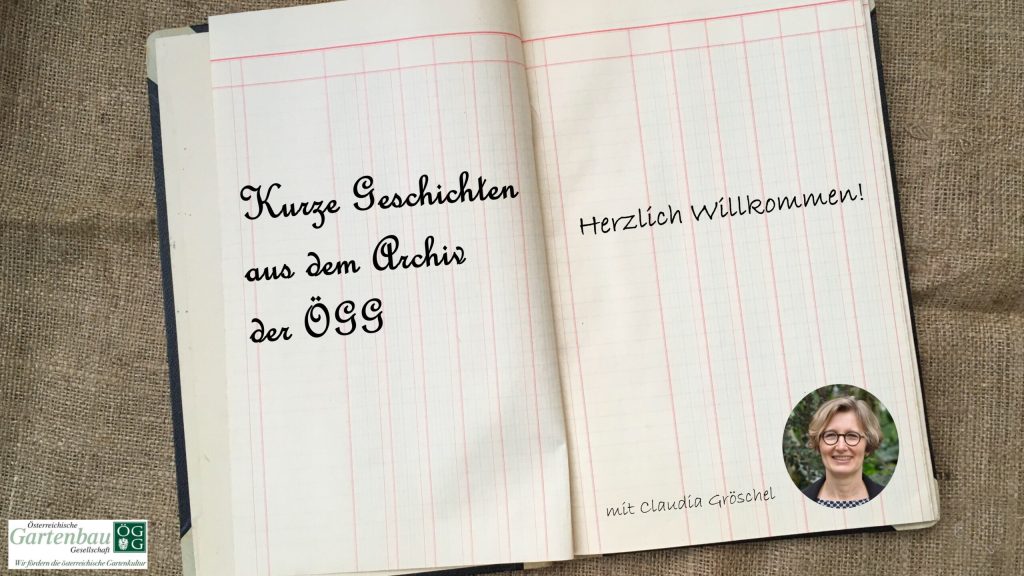 Kurze Geschichten
aus dem Archiv
der ÖGG
Herzlich Willkommen!
mit Claudia Gröschel
Österreichische
Gartenbau
Gesellschaft
ÖG
G
Wir fördern die österreichische Gartenkultur